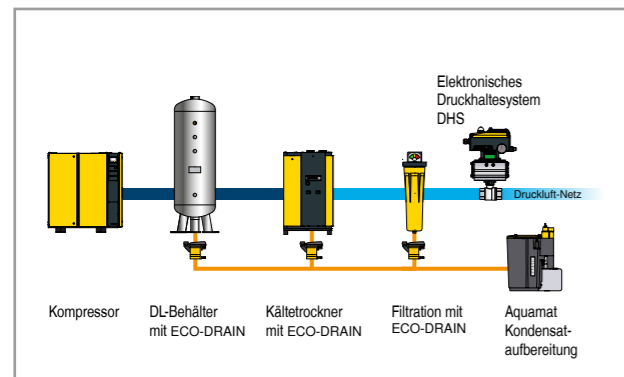 Elektronisches
Druckhaltesystem
DHS
Druckluft-Netz
Kompressor
DL-Behälter
mit ECO-DRAIN
Kältetrockner
mit ECO-DRAIN
Filtration mit
ECO-DRAIN
Aquamat
Kondensat-
aufbereitung